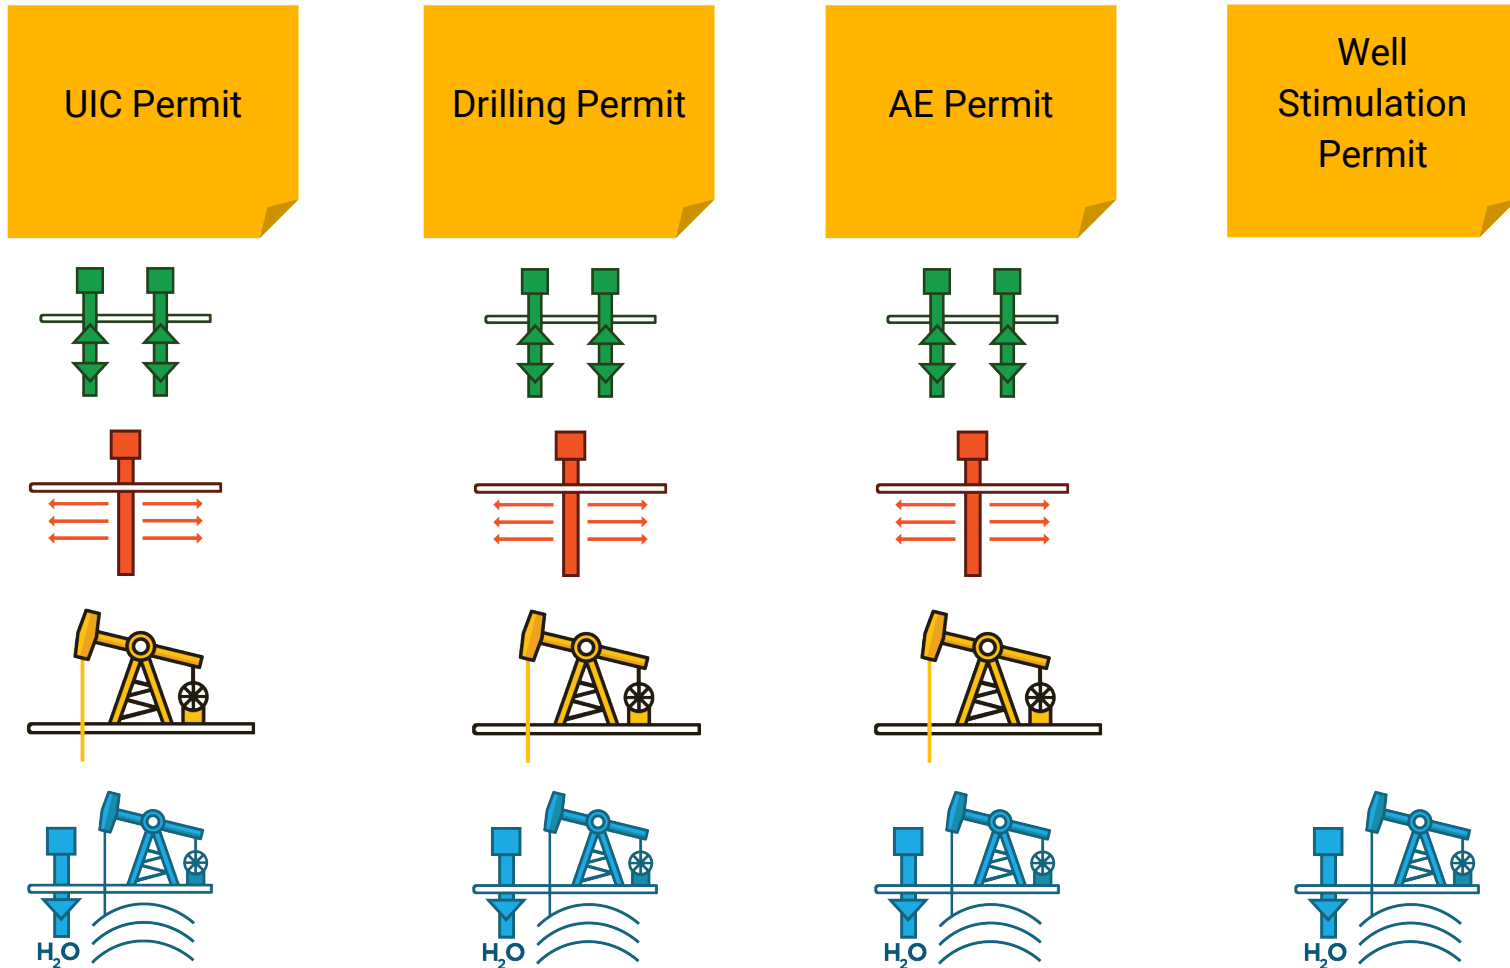 UIC Permit
Drilling Permit
AE Permit
Well
Stimulation
Permit
H₂O
H₂O
H₂O
H₂O